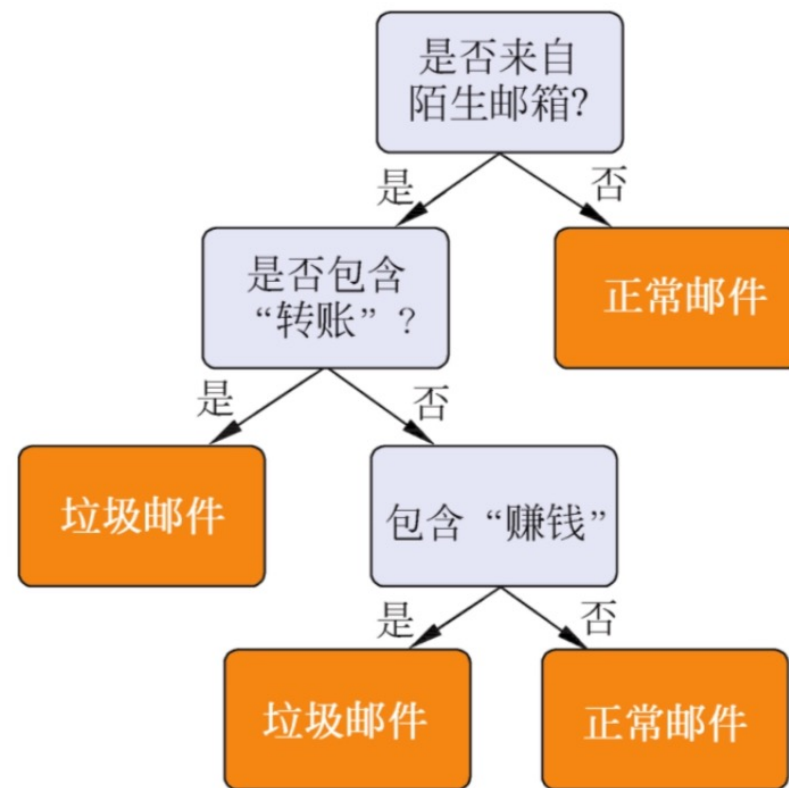 是否来自
陌生邮箱?
是
否
是否包含
“转账”?
正常邮件
是
否
垃圾邮件
包含“赚钱”
是
否
垃圾邮件
正常邮件